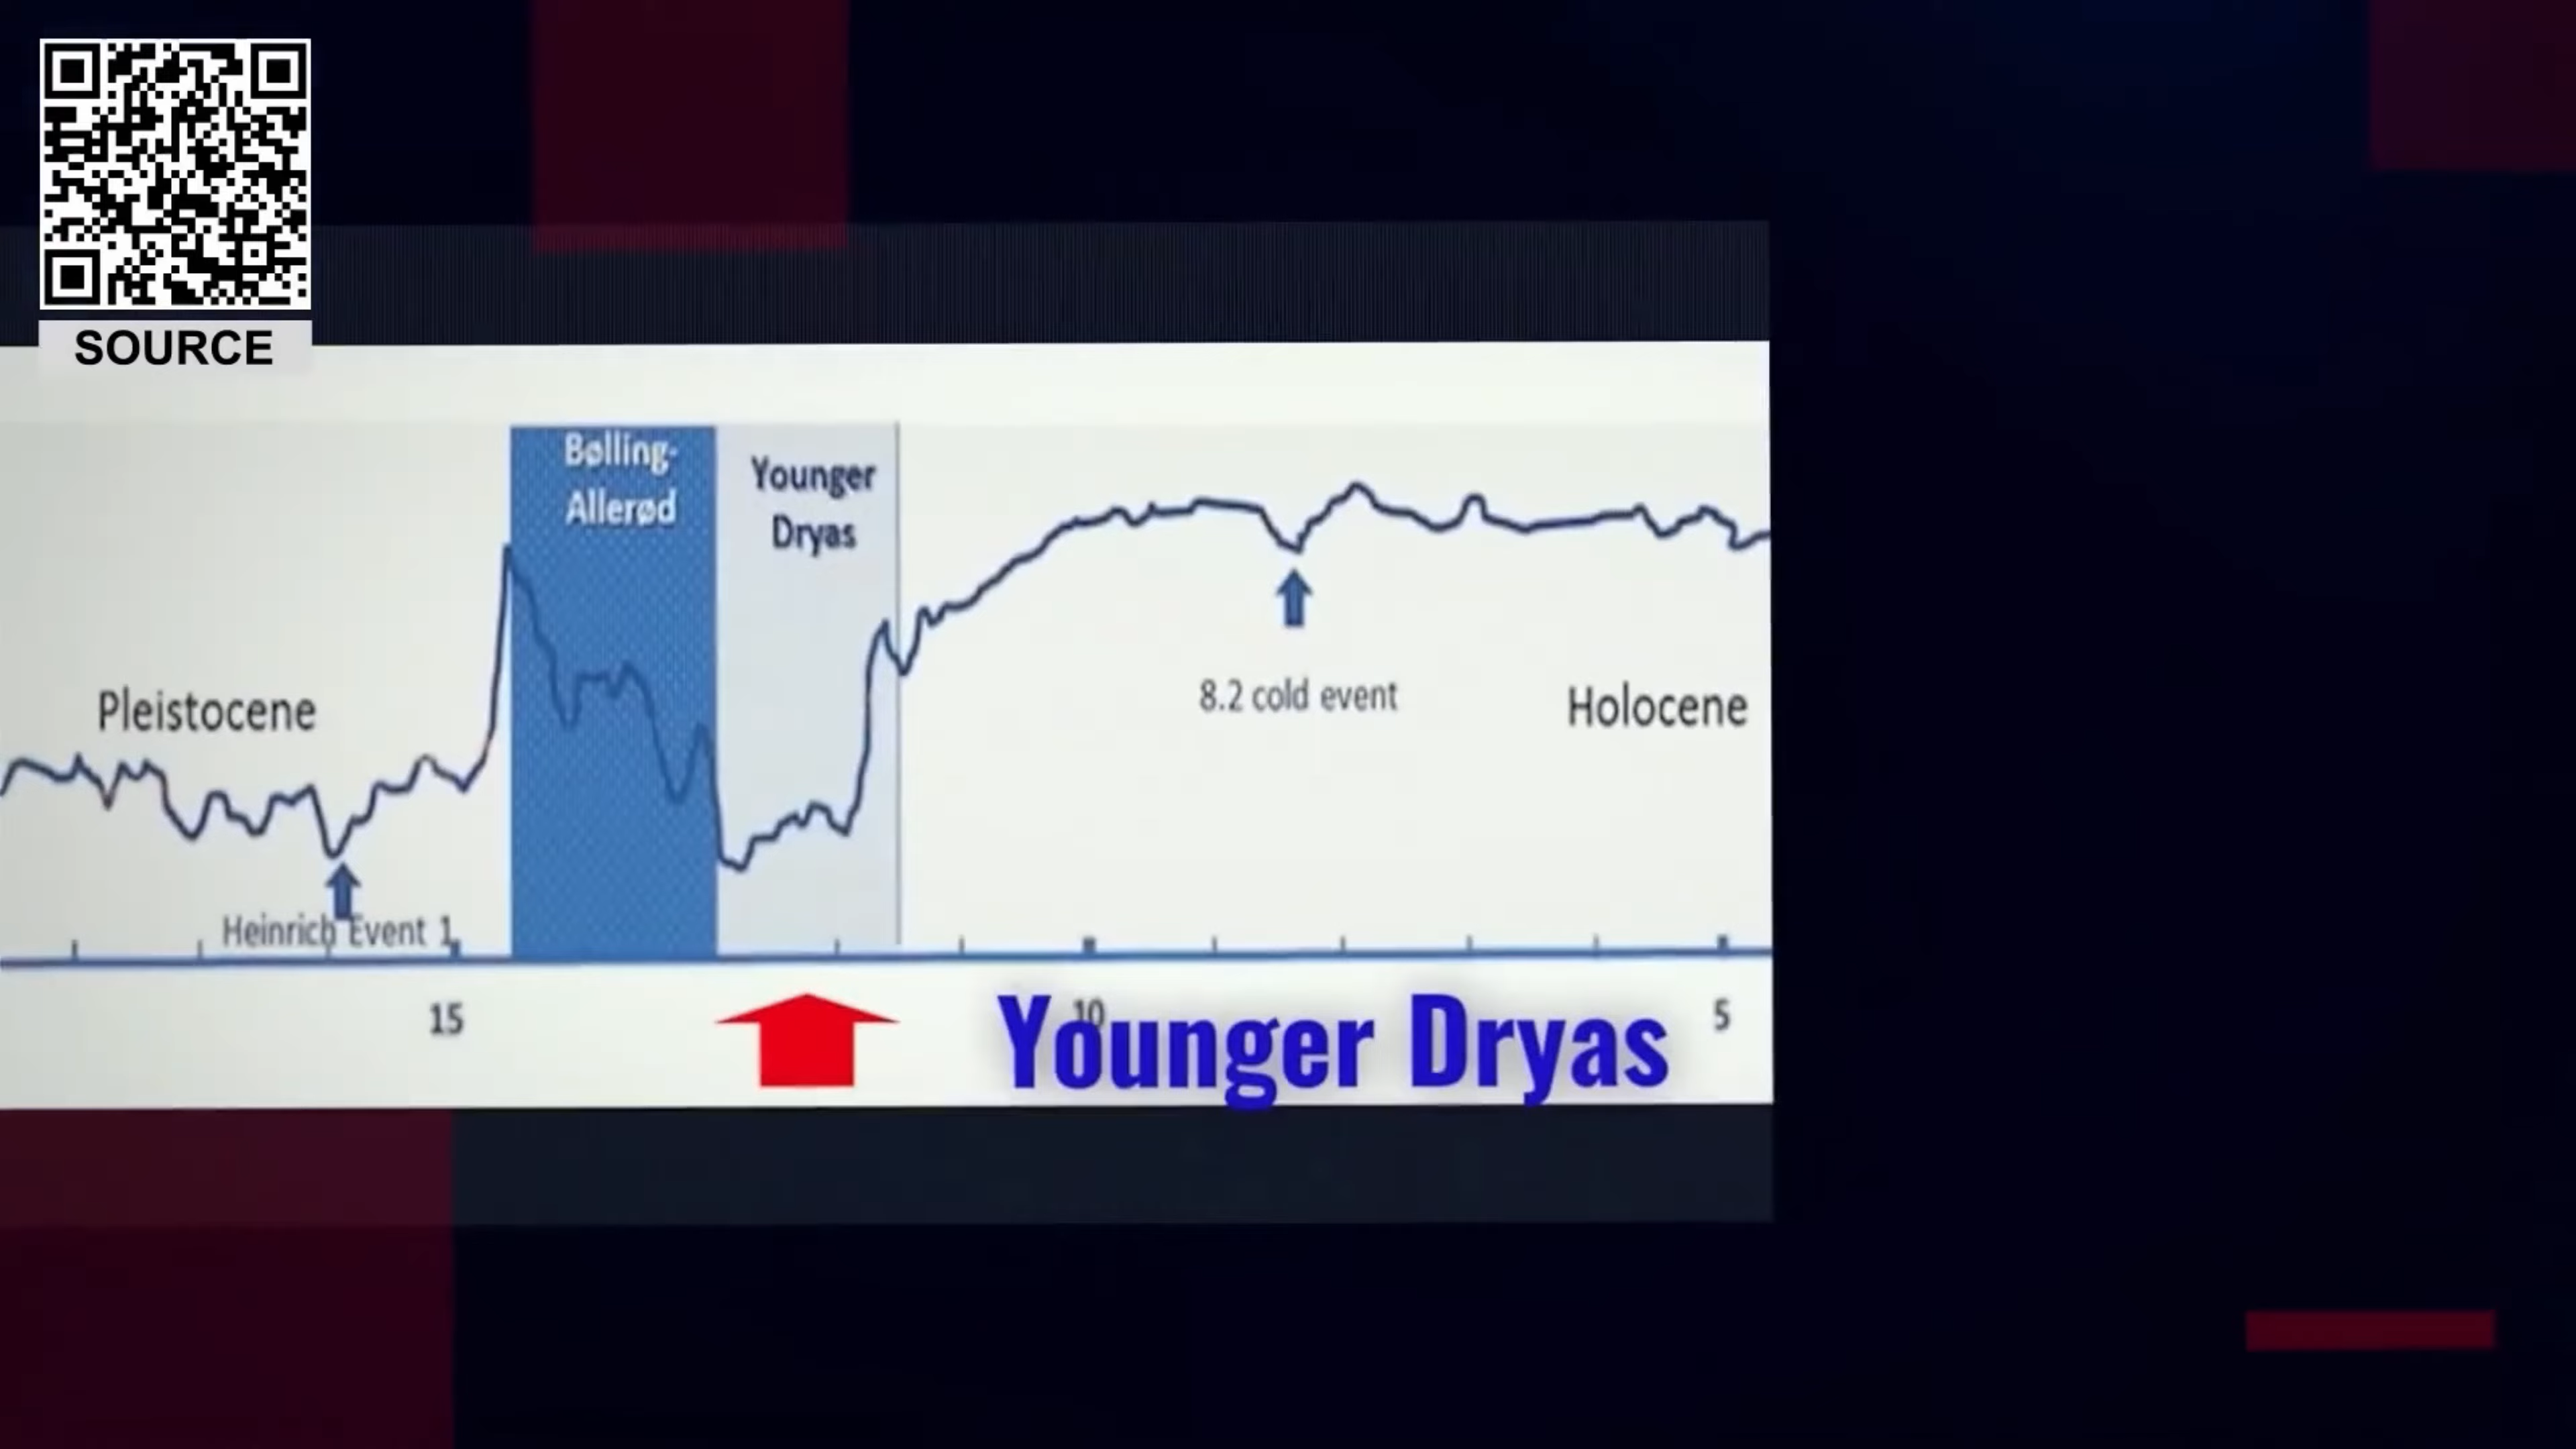 SOURCE
Bølling-
Allerød
Younger
Dryas
Pleistocene
8.2 cold event
Holocene
Heinrich Event 1
15
10
5
Younger Dryas